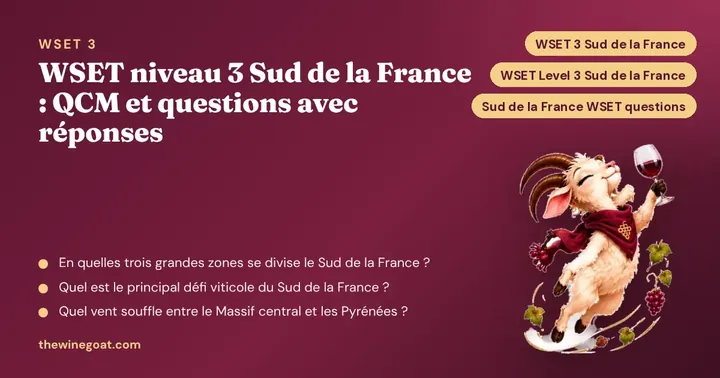 WSET 3
WSET niveau 3 Sud de la France
: QCM et questions avec
réponses
WSET 3 Sud de la France
WSET Level 3 Sud de la France
Sud de la France WSET questions
En quelles trois grandes zones se divise le Sud de la France ?
Quel est le principal défi viticole du Sud de la France ?
Quel vent souffle entre le Massif central et les Pyrénées ?
thewinegoat.com